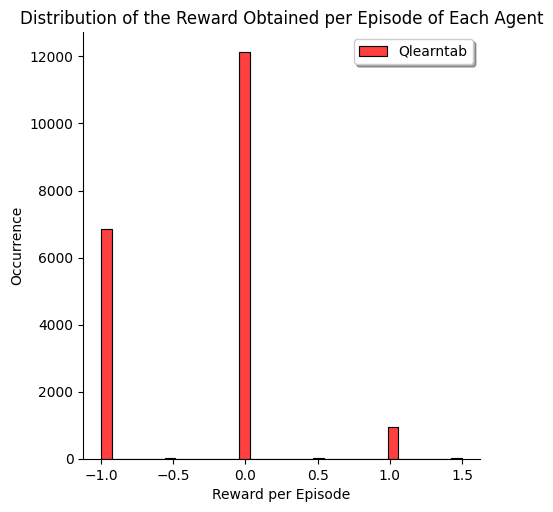 Distribution of the Reward Obtained per Episode of Each Agent
Qlearntab
12000
10000
8000
6000
4000
2000
0
Occurrence
−1.0 −0.5 0.0 0.5 1.0 1.5
Reward per Episode